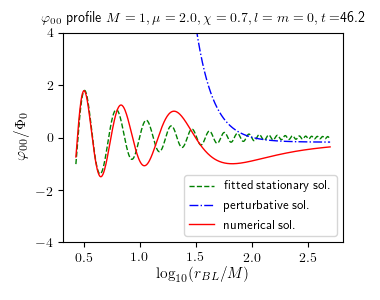 φ₀₀ profile M = 1, μ = 2.0, χ = 0.7, l = m = 0, t =46.2
φ₀₀/Φ₀
4
2
0
−2
−4
fitted stationary sol.
perturbative sol.
numerical sol.
0.5 1.0 1.5 2.0 2.5
log₁₀(r_BL/M)